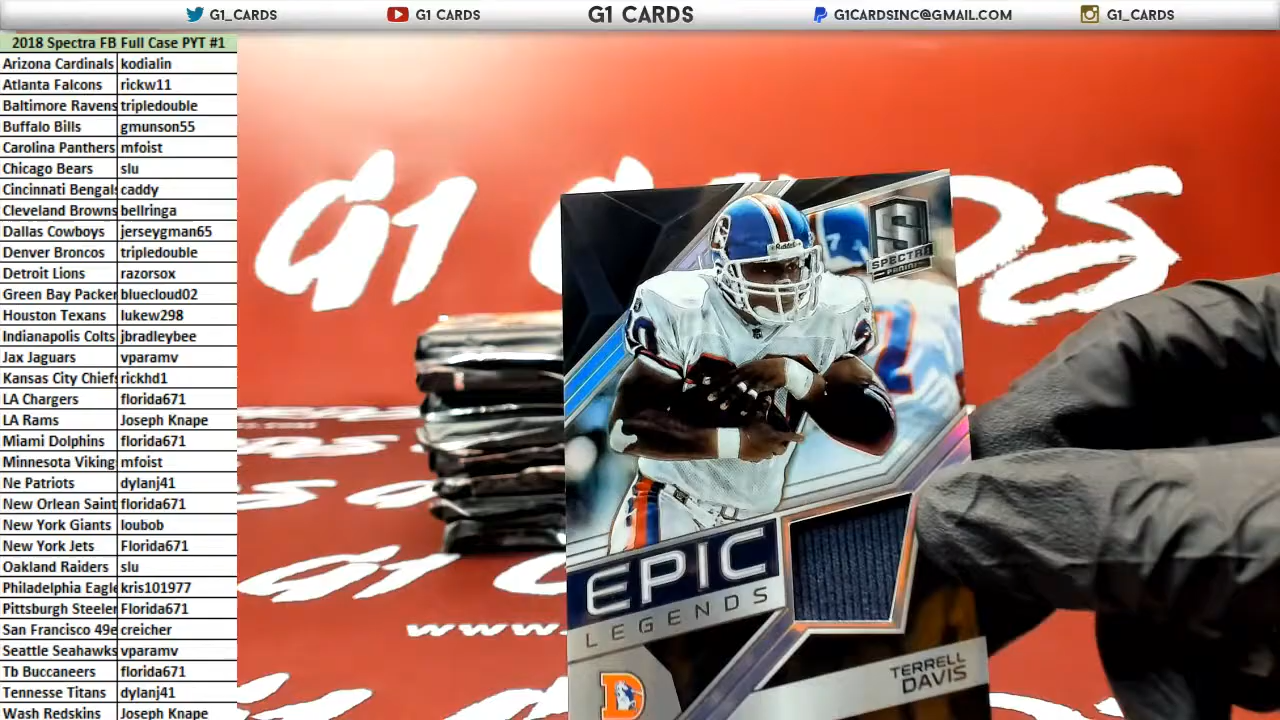 G1_CARDS
G1 CARDS
G1 CARDS
G1CARDSINC@GMAIL.COM
G1_CARDS
2018 Spectra FB Full Case PYT #1
Arizona Cardinals kodialin
Atlanta Falcons rickw11
Baltimore Ravens tripledouble
Buffalo Bills gmunson55
Carolina Panthers mfoist
Chicago Bears slu
Cincinnati Bengals caddy
Cleveland Browns bellringa
Dallas Cowboys jerseygman65
Denver Broncos tripledouble
Detroit Lions razorsox
Green Bay Packer bluecloud02
Houston Texans lukew298
Indianapolis Colts jbradleybee
Jax Jaguars vparamv
Kansas City Chiefs rickhd1
LA Chargers florida671
LA Rams Joseph Knape
Miami Dolphins florida671
Minnesota Viking mfoist
Ne Patriots dylanj41
New Orlean Saint florida671
New York Giants loubob
New York Jets Florida671
Oakland Raiders slu
Philadelphia Eagle kris101977
Pittsburgh Steeler Florida671
San Francisco 49e creicher
Seattle Seahawks vparamv
Tb Buccaneers florida671
Tennesse Titans dylanj41
Wash Redskins Joseph Knape
G1 C DS
www.
S
SPECTRA
PANINI
Riddell
EPIC
LEGENDS
D
TERRELL
DAVIS